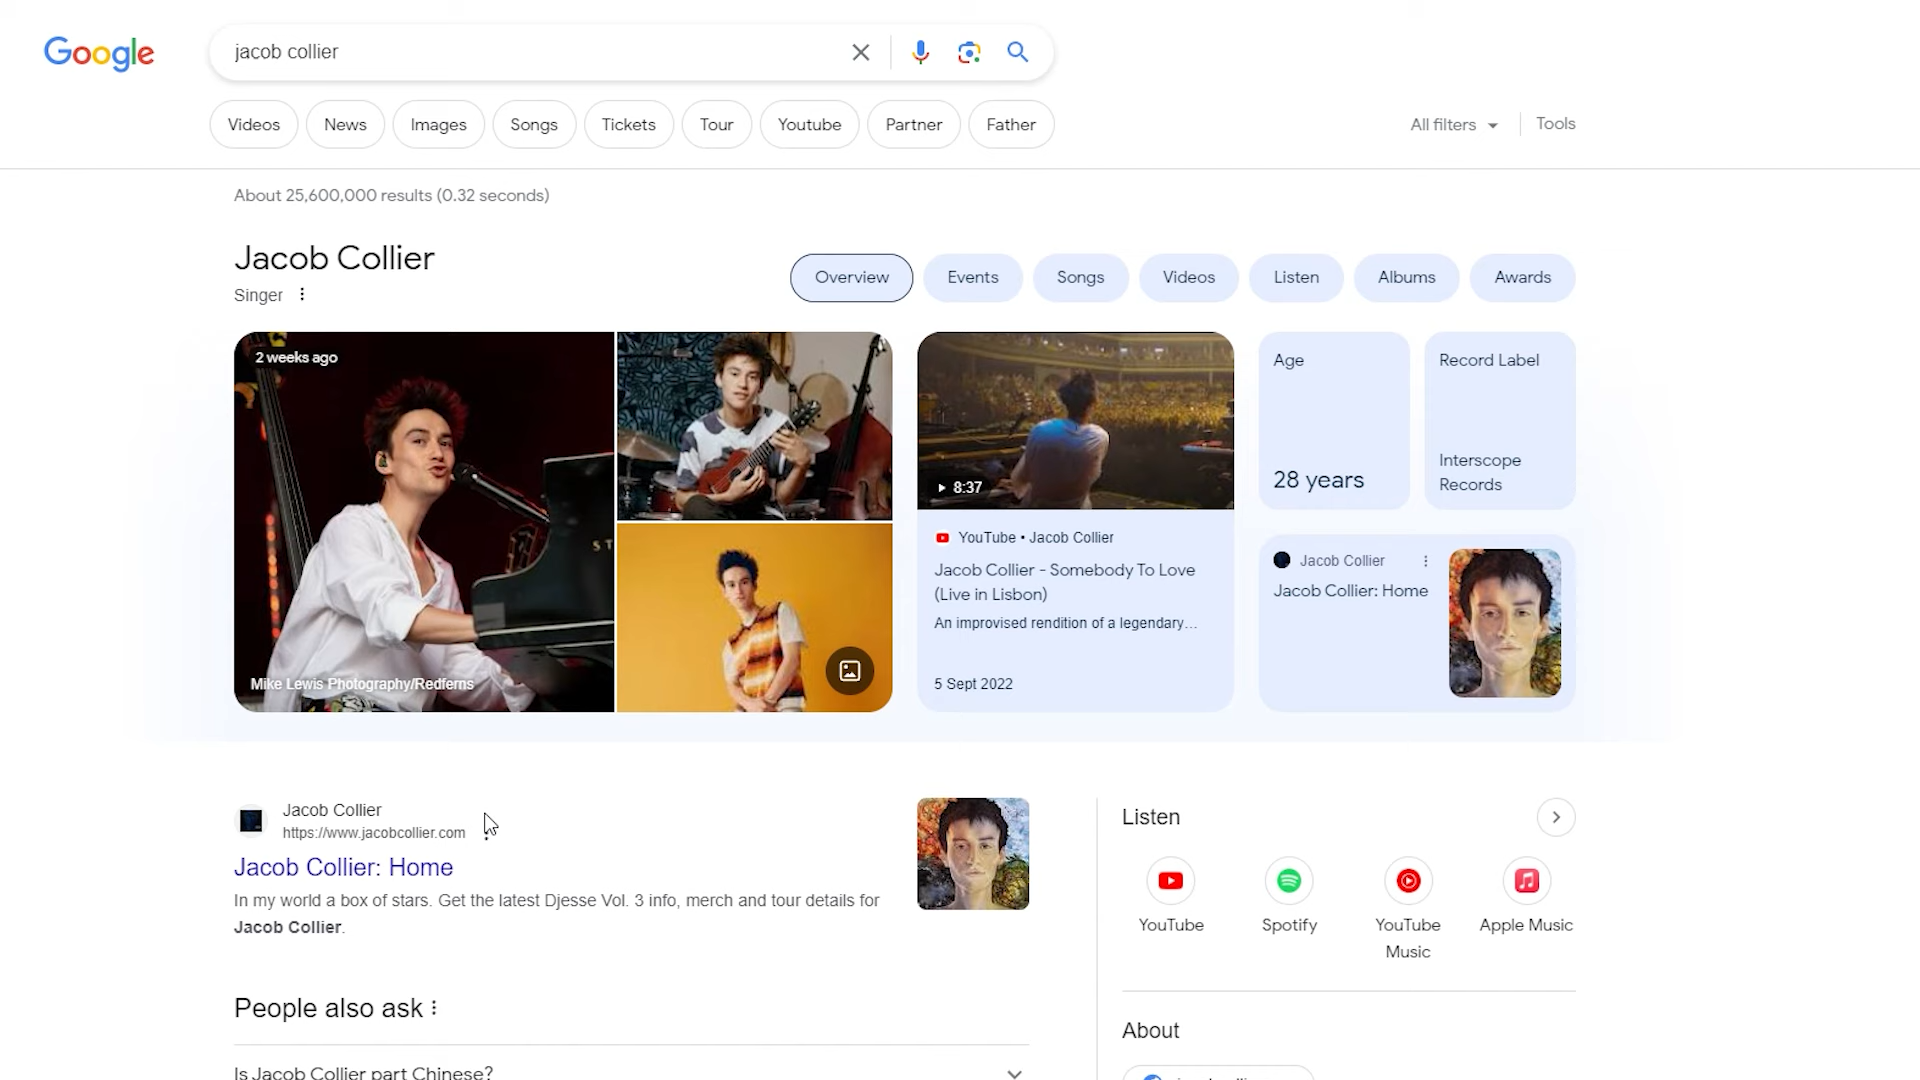 Google
jacob collier
Videos
News
Images
Songs
Tickets
Tour
Youtube
Partner
Father
All filters
Tools
About 25,600,000 results (0.32 seconds)
Jacob Collier
Singer
Overview
Events
Songs
Videos
Listen
Albums
Awards
2 weeks ago
ST
Mike Lewis Photography/Redferns
8:37
YouTube • Jacob Collier
Jacob Collier - Somebody To Love
(Live in Lisbon)
An improvised rendition of a legendary...
5 Sept 2022
Age
28 years
Record Label
Interscope
Records
Jacob Collier
Jacob Collier: Home
Jacob Collier
https://www.jacobcollier.com
Jacob Collier: Home
In my world a box of stars. Get the latest Djesse Vol. 3 info, merch and tour details for
Jacob Collier.
People also ask
Is Jacob Collier part Chinese?
Listen
YouTube
Spotify
YouTube
Music
Apple Music
About